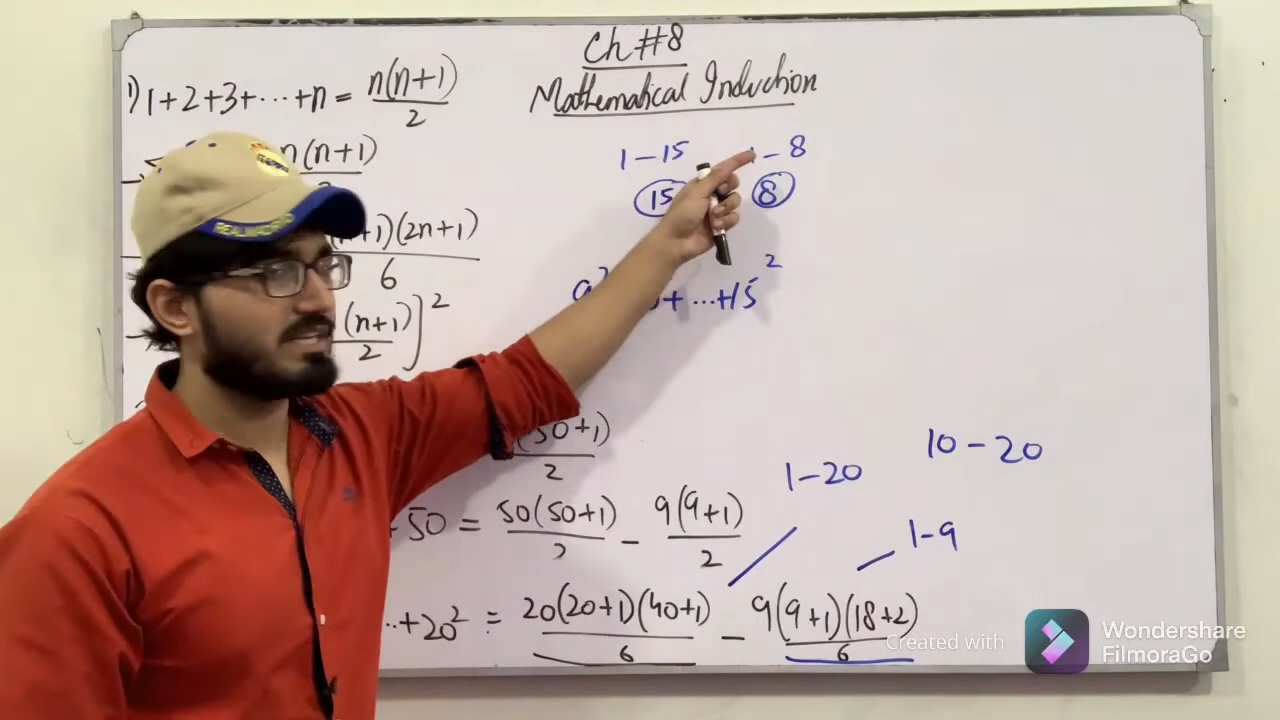 Ch #8
Mathematical Induction
1) 1+2+3+···+n = n(n+1)/2
n(n+1)
+1)(2n+1)/6
(n+1)/2]²
1-15
1-8
15
8
+ ···+15²
(50+1)/2
+50 = 50(50+1)/2 - 9(9+1)/2
··+20² = 20(20+1)(40+1)/6 - 9(9+1)(18+2)/6
1-20
10-20
1-9
REAL MADRID
Created with
Wondershare
FilmoraGo